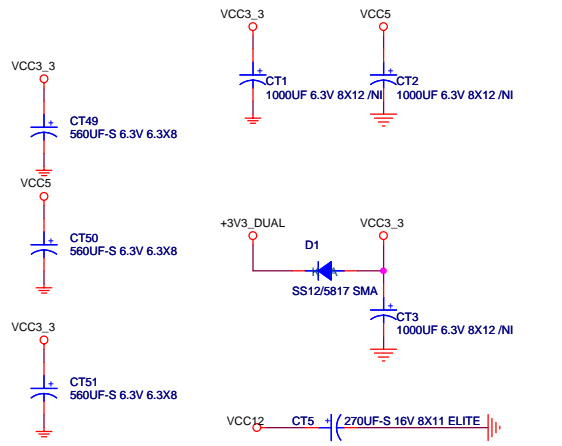 VCC3_3
CT49
560UF-S 6.3V 6.3X8
VCC5
CT50
560UF-S 6.3V 6.3X8
VCC3_3
CT51
560UF-S 6.3V 6.3X8
VCC3_3
CT1
1000UF 6.3V 8X12 /NI
VCC5
CT2
1000UF 6.3V 8X12 /NI
+3V3_DUAL
VCC3_3
D1
SS12/5817 SMA
CT3
1000UF 6.3V 8X12 /NI
VCC12
CT5
270UF-S 16V 8X11 ELITE